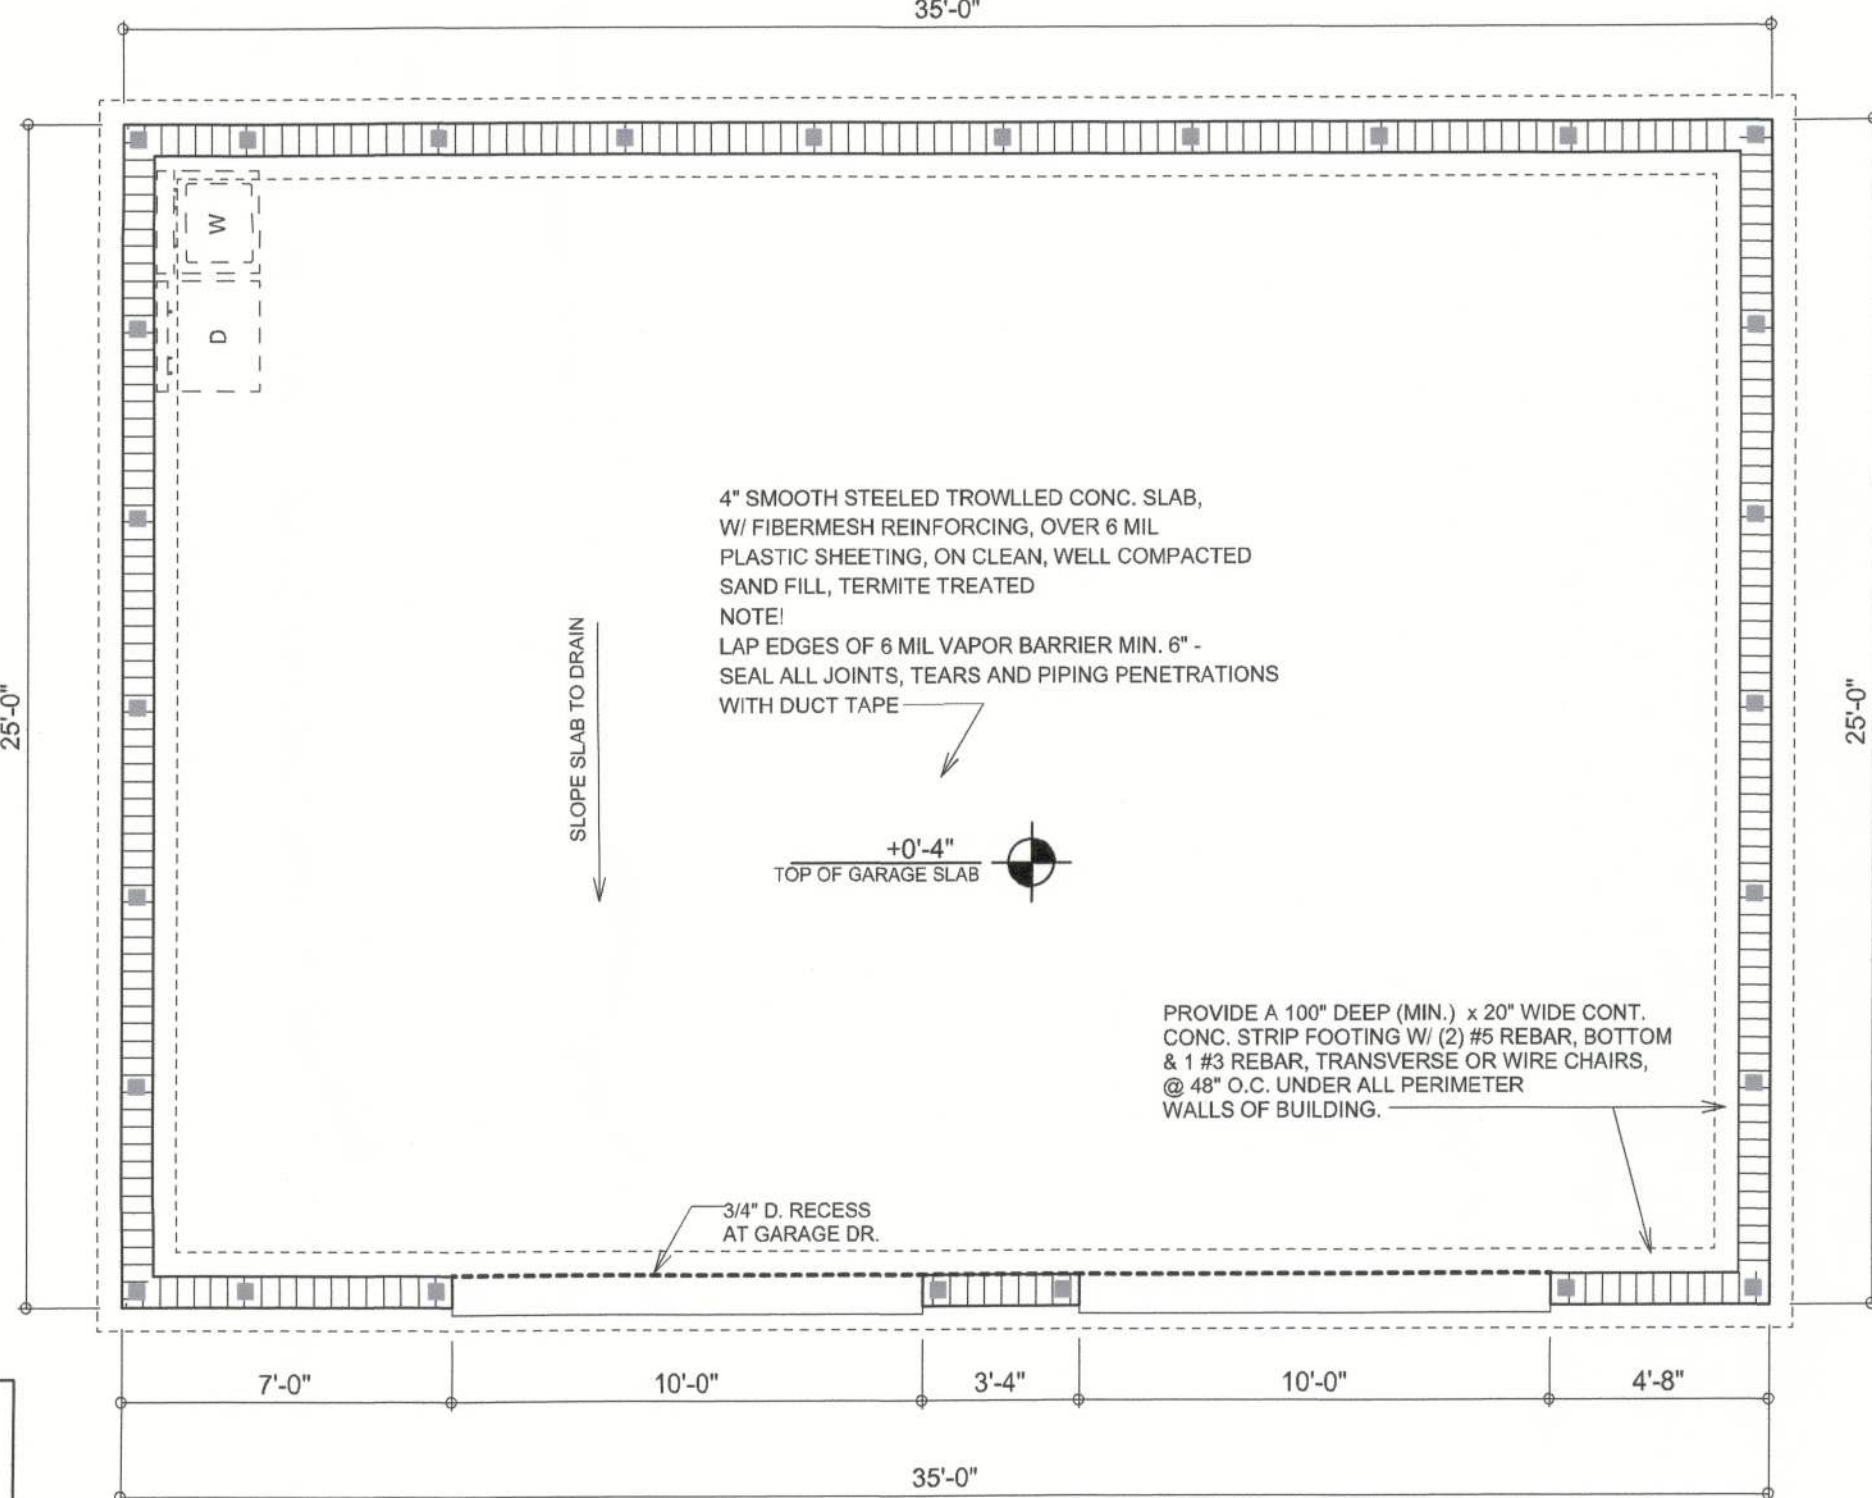 35'-0"
W
D
25'-0"
25'-0"
4" SMOOTH STEELED TROWLLED CONC. SLAB,
W/ FIBERMESH REINFORCING, OVER 6 MIL
PLASTIC SHEETING, ON CLEAN, WELL COMPACTED
SAND FILL, TERMITE TREATED
NOTE!
LAP EDGES OF 6 MIL VAPOR BARRIER MIN. 6" -
SEAL ALL JOINTS, TEARS AND PIPING PENETRATIONS
WITH DUCT TAPE
SLOPE SLAB TO DRAIN
+0'-4"
TOP OF GARAGE SLAB
PROVIDE A 100" DEEP (MIN.) x 20" WIDE CONT.
CONC. STRIP FOOTING W/ (2) #5 REBAR, BOTTOM
& 1 #3 REBAR, TRANSVERSE OR WIRE CHAIRS,
@ 48" O.C. UNDER ALL PERIMETER
WALLS OF BUILDING.
3/4" D. RECESS
AT GARAGE DR.
7'-0"
10'-0"
3'-4"
10'-0"
4'-8"
35'-0"